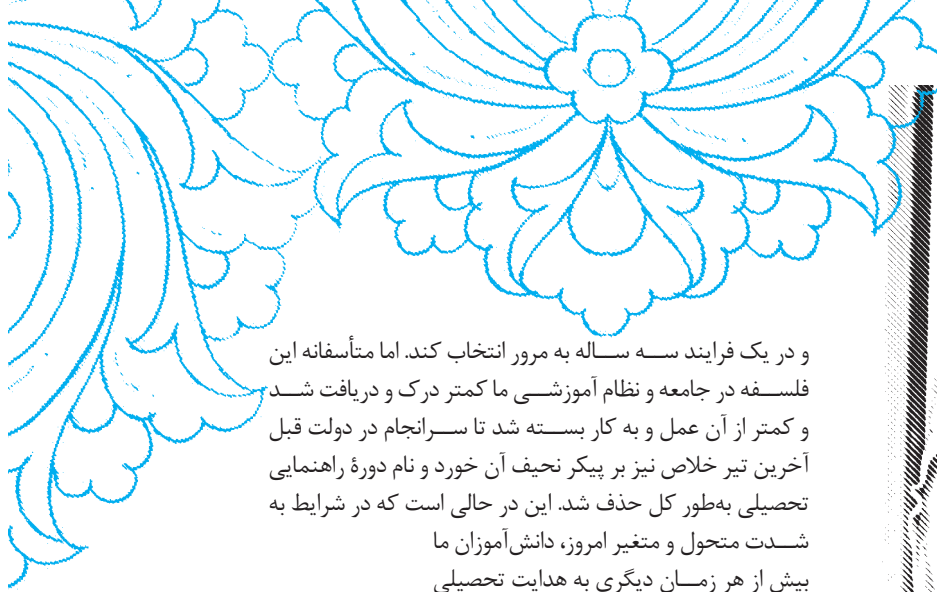 و در یک فرایند سه ساله به مرور انتخاب کند. اما متأسفانه این
فلسفه در جامعه و نظام آموزشی ما کمتر درک و دریافت شد
و کمتر از آن عمل و به کار بسته شد تا سرانجام در دولت قبل
آخرین تیر خلاص نیز بر پیکر نحیف آن خورد و نام دورۀ راهنمایی
تحصیلی به‌طور کل حذف شد. این در حالی است که در شرایط به
شدت متحول و متغیر امروز، دانش‌آموزان ما
بیش از هر زمان دیگری به هدایت تحصیلی